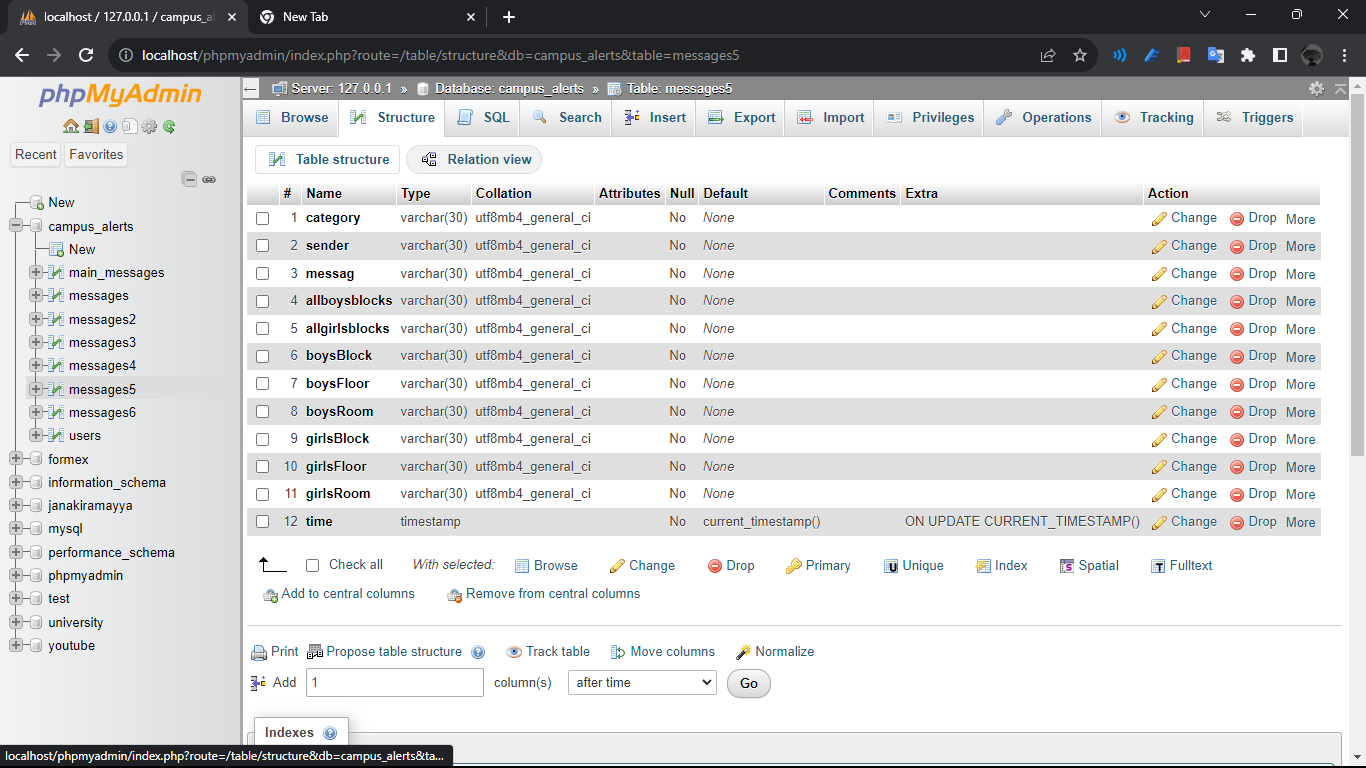 localhost / 127.0.0.1 / campus_al
New Tab
localhost/phpmyadmin/index.php?route=/table/structure&db=campus_alerts&table=messages5
phpMyAdmin
Recent Favorites
New
campus_alerts
New
main_messages
messages
messages2
messages3
messages4
messages5
messages6
users
formex
information_schema
janakiramayya
mysql
performance_schema
phpmyadmin
test
university
youtube
Server: 127.0.0.1 » Database: campus_alerts » Table: messages5
Browse Structure SQL Search Insert Export Import Privileges Operations Tracking Triggers
Table structure Relation view
# Name Type Collation Attributes Null Default Comments Extra Action
1 category varchar(30) utf8mb4_general_ci No None Change Drop More
2 sender varchar(30) utf8mb4_general_ci No None Change Drop More
3 messag varchar(30) utf8mb4_general_ci No None Change Drop More
4 allboysblocks varchar(30) utf8mb4_general_ci No None Change Drop More
5 allgirlsblocks varchar(30) utf8mb4_general_ci No None Change Drop More
6 boysBlock varchar(30) utf8mb4_general_ci No None Change Drop More
7 boysFloor varchar(30) utf8mb4_general_ci No None Change Drop More
8 boysRoom varchar(30) utf8mb4_general_ci No None Change Drop More
9 girlsBlock varchar(30) utf8mb4_general_ci No None Change Drop More
10 girlsFloor varchar(30) utf8mb4_general_ci No None Change Drop More
11 girlsRoom varchar(30) utf8mb4_general_ci No None Change Drop More
12 time timestamp No current_timestamp() ON UPDATE CURRENT_TIMESTAMP() Change Drop More
Check all With selected: Browse Change Drop Primary Unique Index Spatial Fulltext
Add to central columns Remove from central columns
Print Propose table structure Track table Move columns Normalize
Add 1 column(s) after time Go
Indexes
localhost/phpmyadmin/index.php?route=/table/structure&db=campus_alerts&ta...